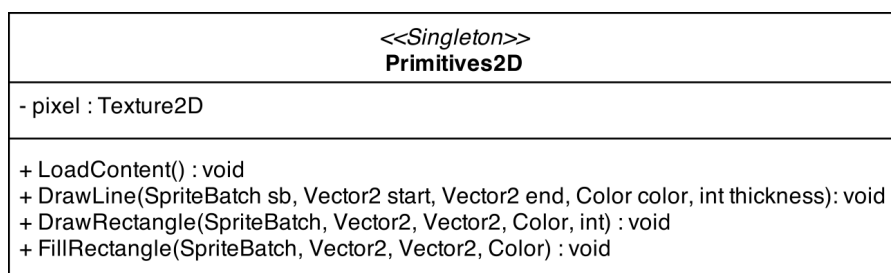 <<Singleton>>
Primitives2D
- pixel : Texture2D
+ LoadContent() : void
+ DrawLine(SpriteBatch sb, Vector2 start, Vector2 end, Color color, int thickness): void
+ DrawRectangle(SpriteBatch, Vector2, Vector2, Color, int) : void
+ FillRectangle(SpriteBatch, Vector2, Vector2, Color) : void